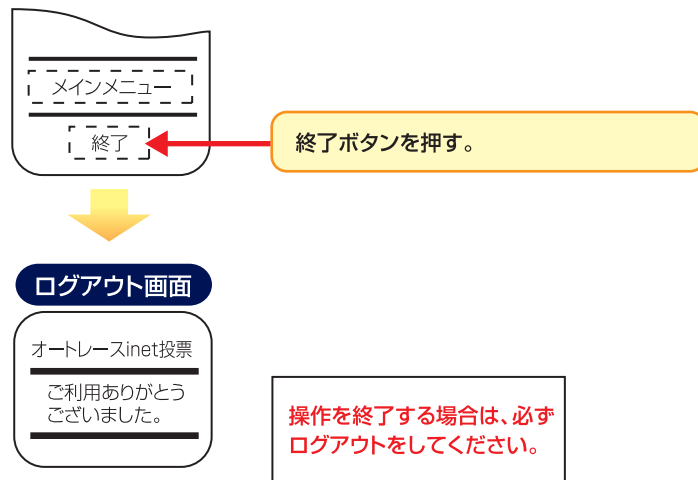 メインメニュー
終了
終了ボタンを押す。
ログアウト画面
オートレースinet投票
ご利用ありがとう
ございました。
操作を終了する場合は、必ず
ログアウトをしてください。